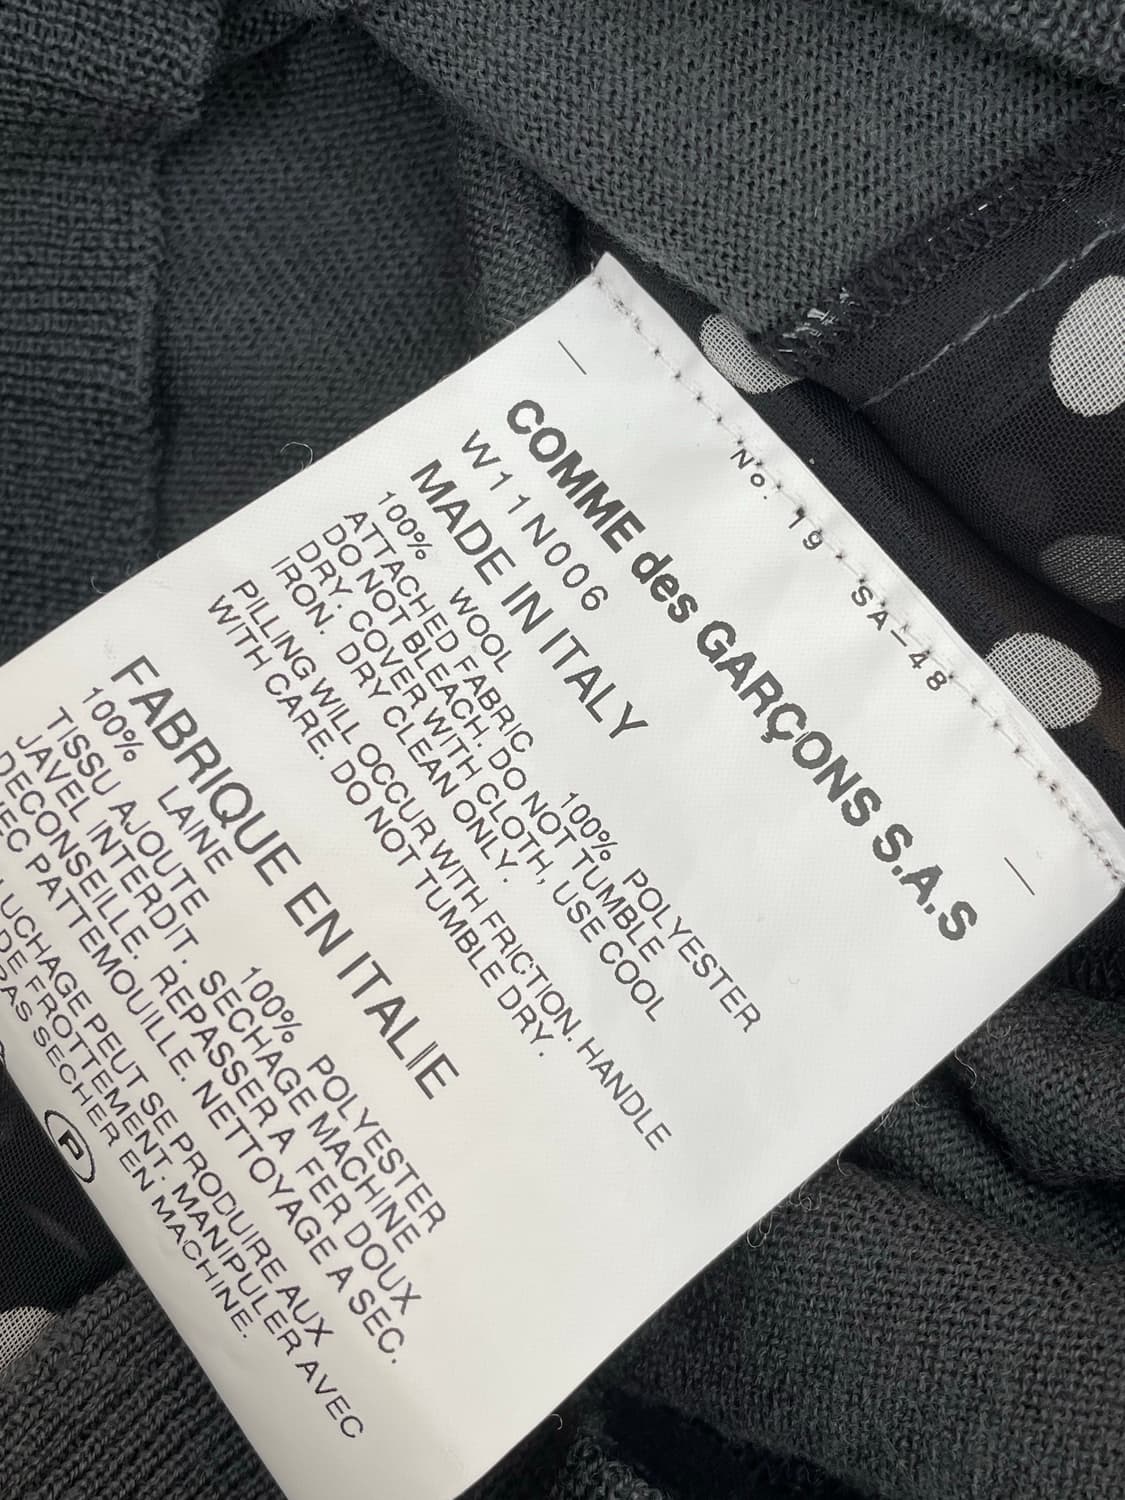 No. 19 SA-48
COMME des GARÇONS S.A.S
W11N006
MADE IN ITALY
100% WOOL
ATTACHED FABRIC 100% POLYESTER
DO NOT BLEACH. DO NOT TUMBLE
DRY. COVER WITH CLOTH, USE COOL
IRON. DRY CLEAN ONLY.
PILLING WILL OCCUR WITH FRICTION. HANDLE
WITH CARE. DO NOT TUMBLE DRY.
FABRIQUE EN ITALIE
100% LAINE
TISSU AJOUTE 100% POLYESTER
JAVEL INTERDIT. SECHAGE MACHINE
DECONSEILLE. REPASSER A FER DOUX
PATTEMOUILLE. NETTOYAGE A SEC.
PEUT SE PRODUIRE AUX
DE FROTTEMENT. MANIPULER AVEC
PAS SECHER EN MACHINE.
P